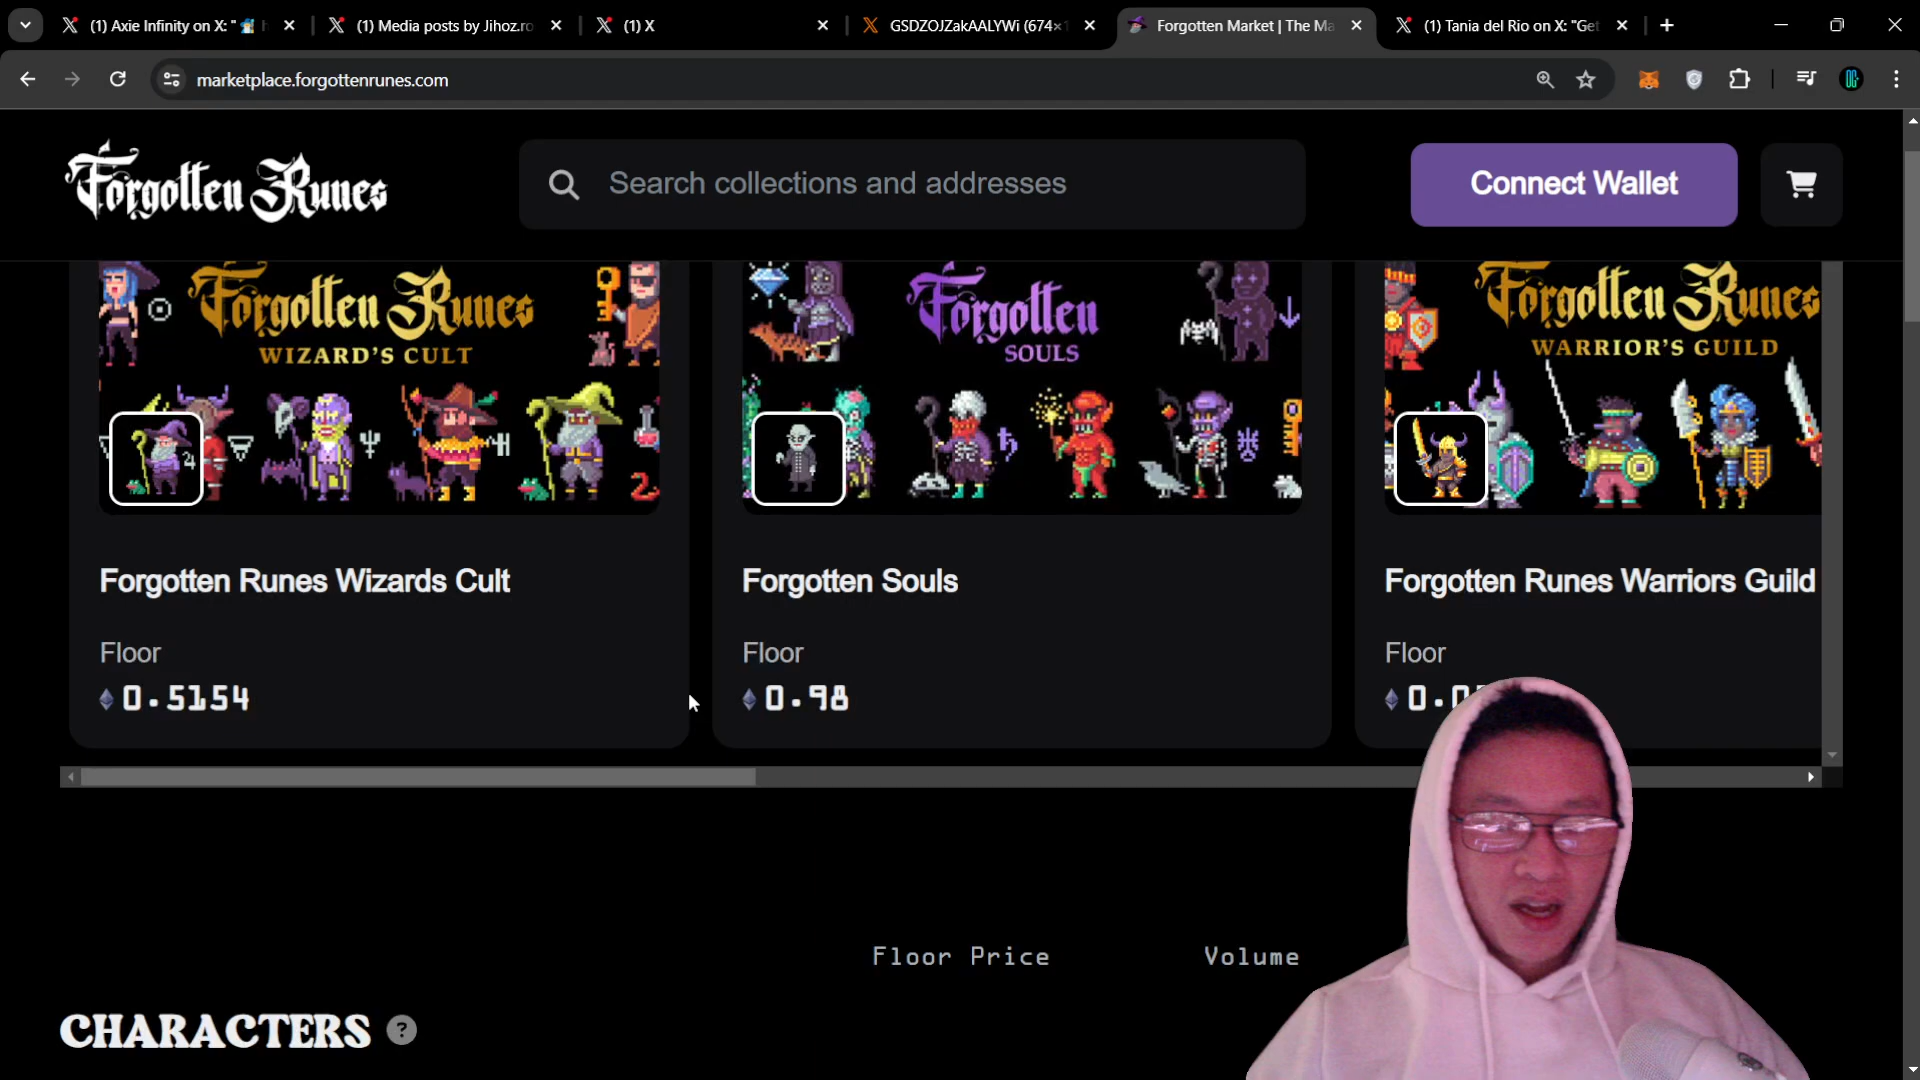 (1) Axie Infinity on X: "
(1) Media posts by Jihoz.ro
(1) X
GSDZOJZakAALYWi (674×1
Forgotten Market | The Ma
(1) Tania del Rio on X: "Get
marketplace.forgottenrunes.com
Forgotten Runes
Search collections and addresses
Connect Wallet
Forgotten Runes
WIZARD'S CULT
Forgotten
SOULS
Forgotten Runes
WARRIOR'S GUILD
Forgotten Runes Wizards Cult
Forgotten Souls
Forgotten Runes Warriors Guild
Floor
Floor
Floor
0.5154
0.98
Floor Price
Volume
CHARACTERS ?